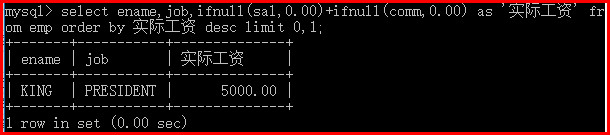 mysql> select ename,job,ifnull(sal,0.00)+ifnull(comm,0.00) as '实际工资' fr
om emp order by 实际工资 desc limit 0,1;
+-------+-----------+--------------+
| ename | job       | 实际工资     |
+-------+-----------+--------------+
| KING  | PRESIDENT |      5000.00 |
+-------+-----------+--------------+
1 row in set (0.00 sec)